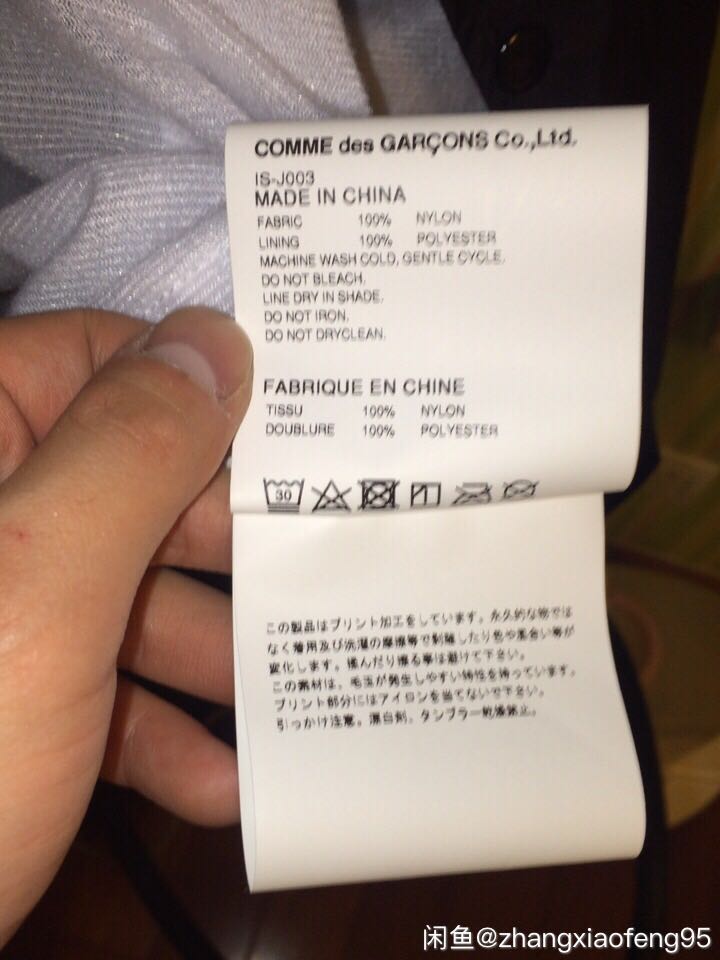 COMME des GARÇONS Co.,Ltd.
IS-J003
MADE IN CHINA
FABRIC 100% NYLON
LINING 100% POLYESTER
MACHINE WASH COLD, GENTLE CYCLE.
DO NOT BLEACH.
LINE DRY IN SHADE.
DO NOT IRON.
DO NOT DRYCLEAN.
FABRIQUE EN CHINE
TISSU 100% NYLON
DOUBLURE 100% POLYESTER
30
この製品はプリント加工をしています。永久的な物では
なく着用及び洗濯の摩擦等で剥離したり色や風合い等が
変化します。揉んだり擦る事は避けて下さい。
この素材は、毛玉が発生しやすい特性を持っています。
プリント部分にはアイロンを当てないで下さい。
引っかけ注意。漂白剤、タンブラー乾燥禁止。
闲鱼@zhangxiaofeng95